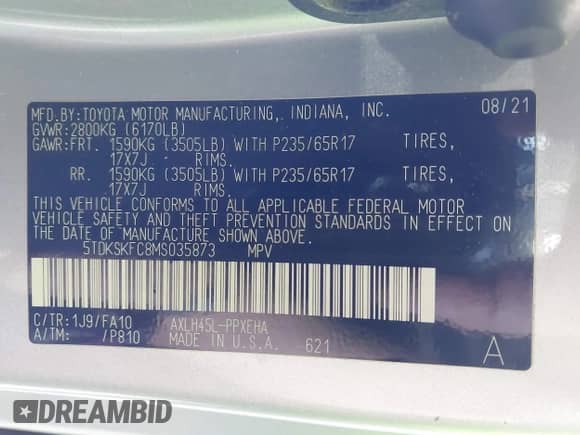 MFD.BY:TOYOTA MOTOR MANUFACTURING, INDIANA, INC. 08/21
GVWR:2800KG (6170LB)
GAWR:FRT. 1590KG (3505LB) WITH P235/65R17 TIRES,
17X7J RIMS.
RR. 1590KG (3505LB) WITH P235/65R17 TIRES,
17X7J RIMS.
THIS VEHICLE CONFORMS TO ALL APPLICABLE FEDERAL MOTOR
VEHICLE SAFETY AND THEFT PREVENTION STANDARDS IN EFFECT ON
THE DATE OF MANUFACTURE SHOWN ABOVE.
5TDKSKFC8MS035873 MPV
C/TR:1J9/FA10 AXLH45L-PPXEHA
A/TM: /P810 MADE IN U.S.A. 621 A
DREAMBID